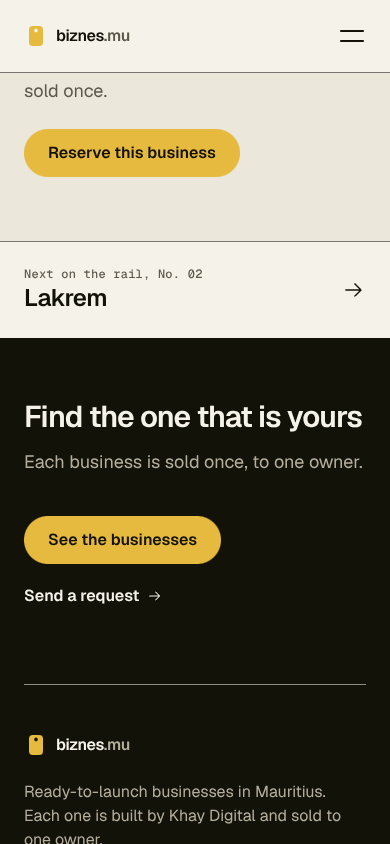 biznes.mu
sold once.
Reserve this business
Next on the rail, No. 02
Lakrem
Find the one that is yours
Each business is sold once, to one owner.
See the businesses
Send a request
biznes.mu
Ready-to-launch businesses in Mauritius.
Each one is built by Khay Digital and sold to
one owner.